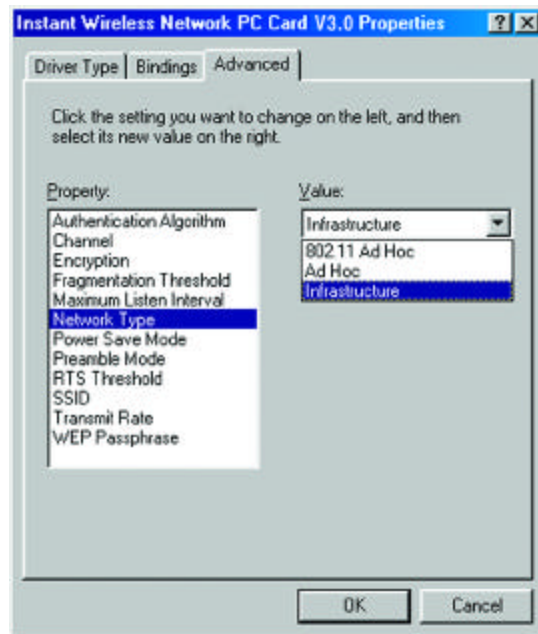 Instant Wireless Network PC Card V3.0 Properties
Driver Type
Bindings
Advanced
Click the setting you want to change on the left, and then
select its new value on the right.
Property:
Authentication Algorithm
Channel
Encryption
Fragmentation Threshold
Maximum Listen Interval
Network Type
Power Save Mode
Preamble Mode
RTS Threshold
SSID
Transmit Rate
WEP Passphrase
Value:
Infrastructure
802.11 Ad Hoc
Ad Hoc
Infrastructure
OK
Cancel